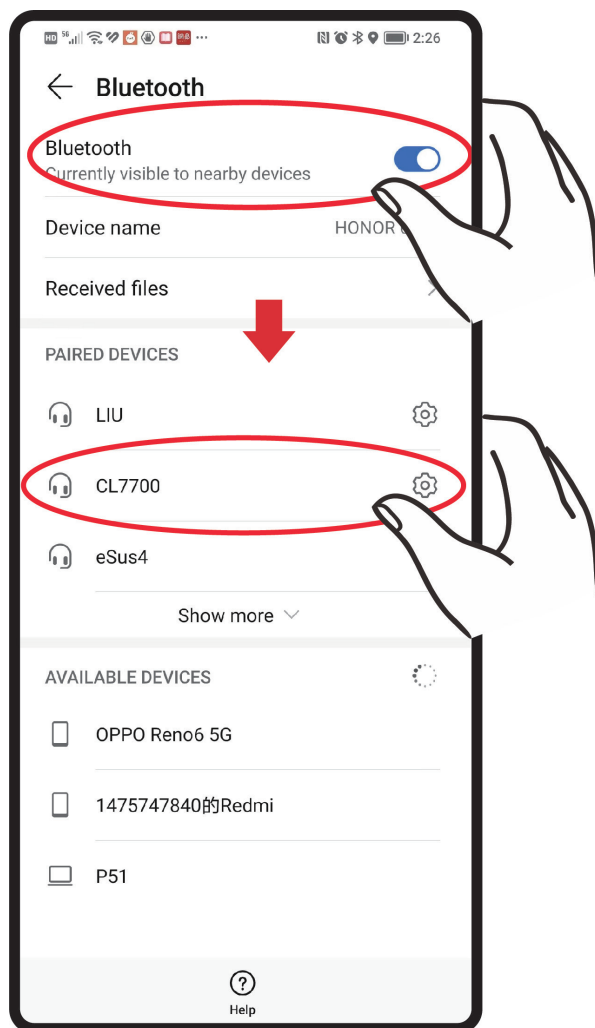 HD 5G 2:26
Bluetooth
Bluetooth
Currently visible to nearby devices
Device name HONOR
Received files
PAIRED DEVICES
LIU
CL7700
eSus4
Show more
AVAILABLE DEVICES
OPPO Reno6 5G
1475747840的Redmi
P51
Help